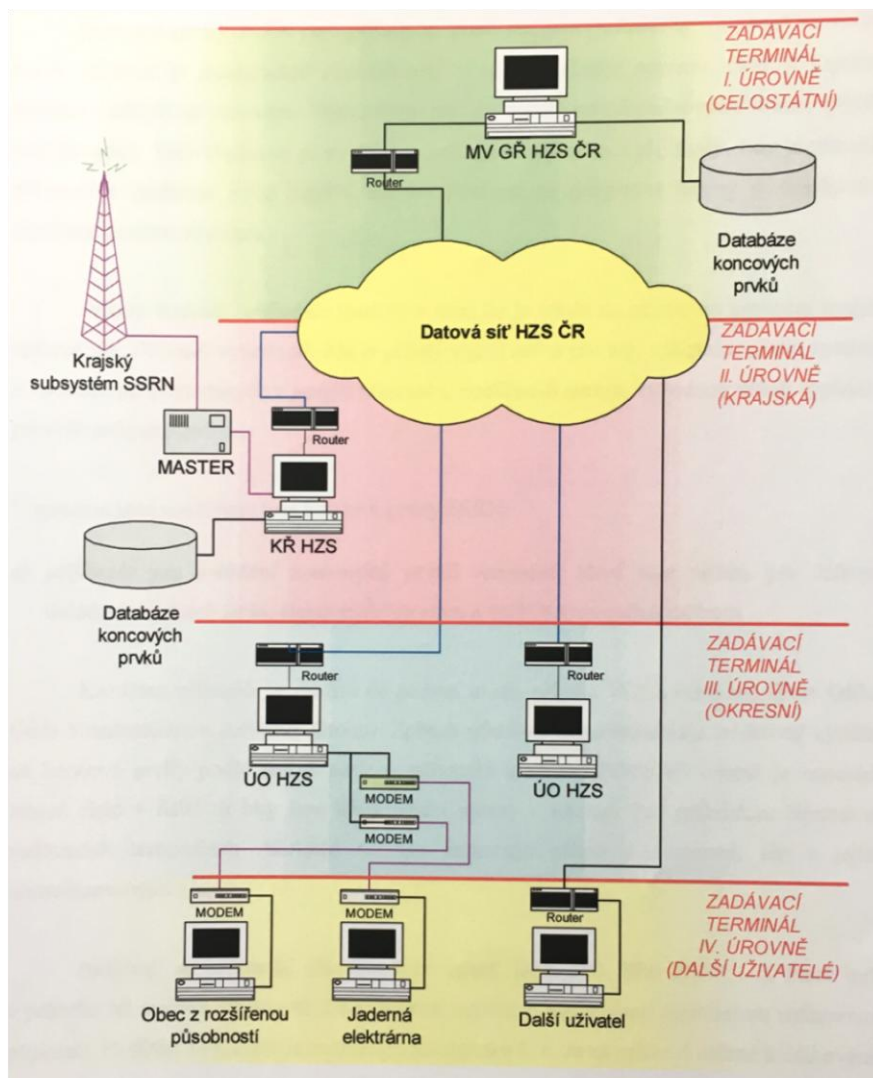 ZADÁVACÍ
TERMINÁL
I. ÚROVNĚ
(CELOSTÁTNÍ)
MV GŘ HZS ČR
Router
Databáze
koncových
prvků
Datová síť HZS ČR
ZADÁVACÍ
TERMINÁL
II. ÚROVNĚ
(KRAJSKÁ)
Krajský
subsystém SSRN
Router
MASTER
KŘ HZS
Databáze
koncových
prvků
ZADÁVACÍ
TERMINÁL
III. ÚROVNĚ
(OKRESNÍ)
Router
Router
ÚO HZS
ÚO HZS
MODEM
MODEM
ZADÁVACÍ
TERMINÁL
IV. ÚROVNĚ
(DALŠÍ UŽIVATELÉ)
MODEM
MODEM
Router
Obec z rozšířenou
působností
Jaderná
elektrárna
Další uživatel